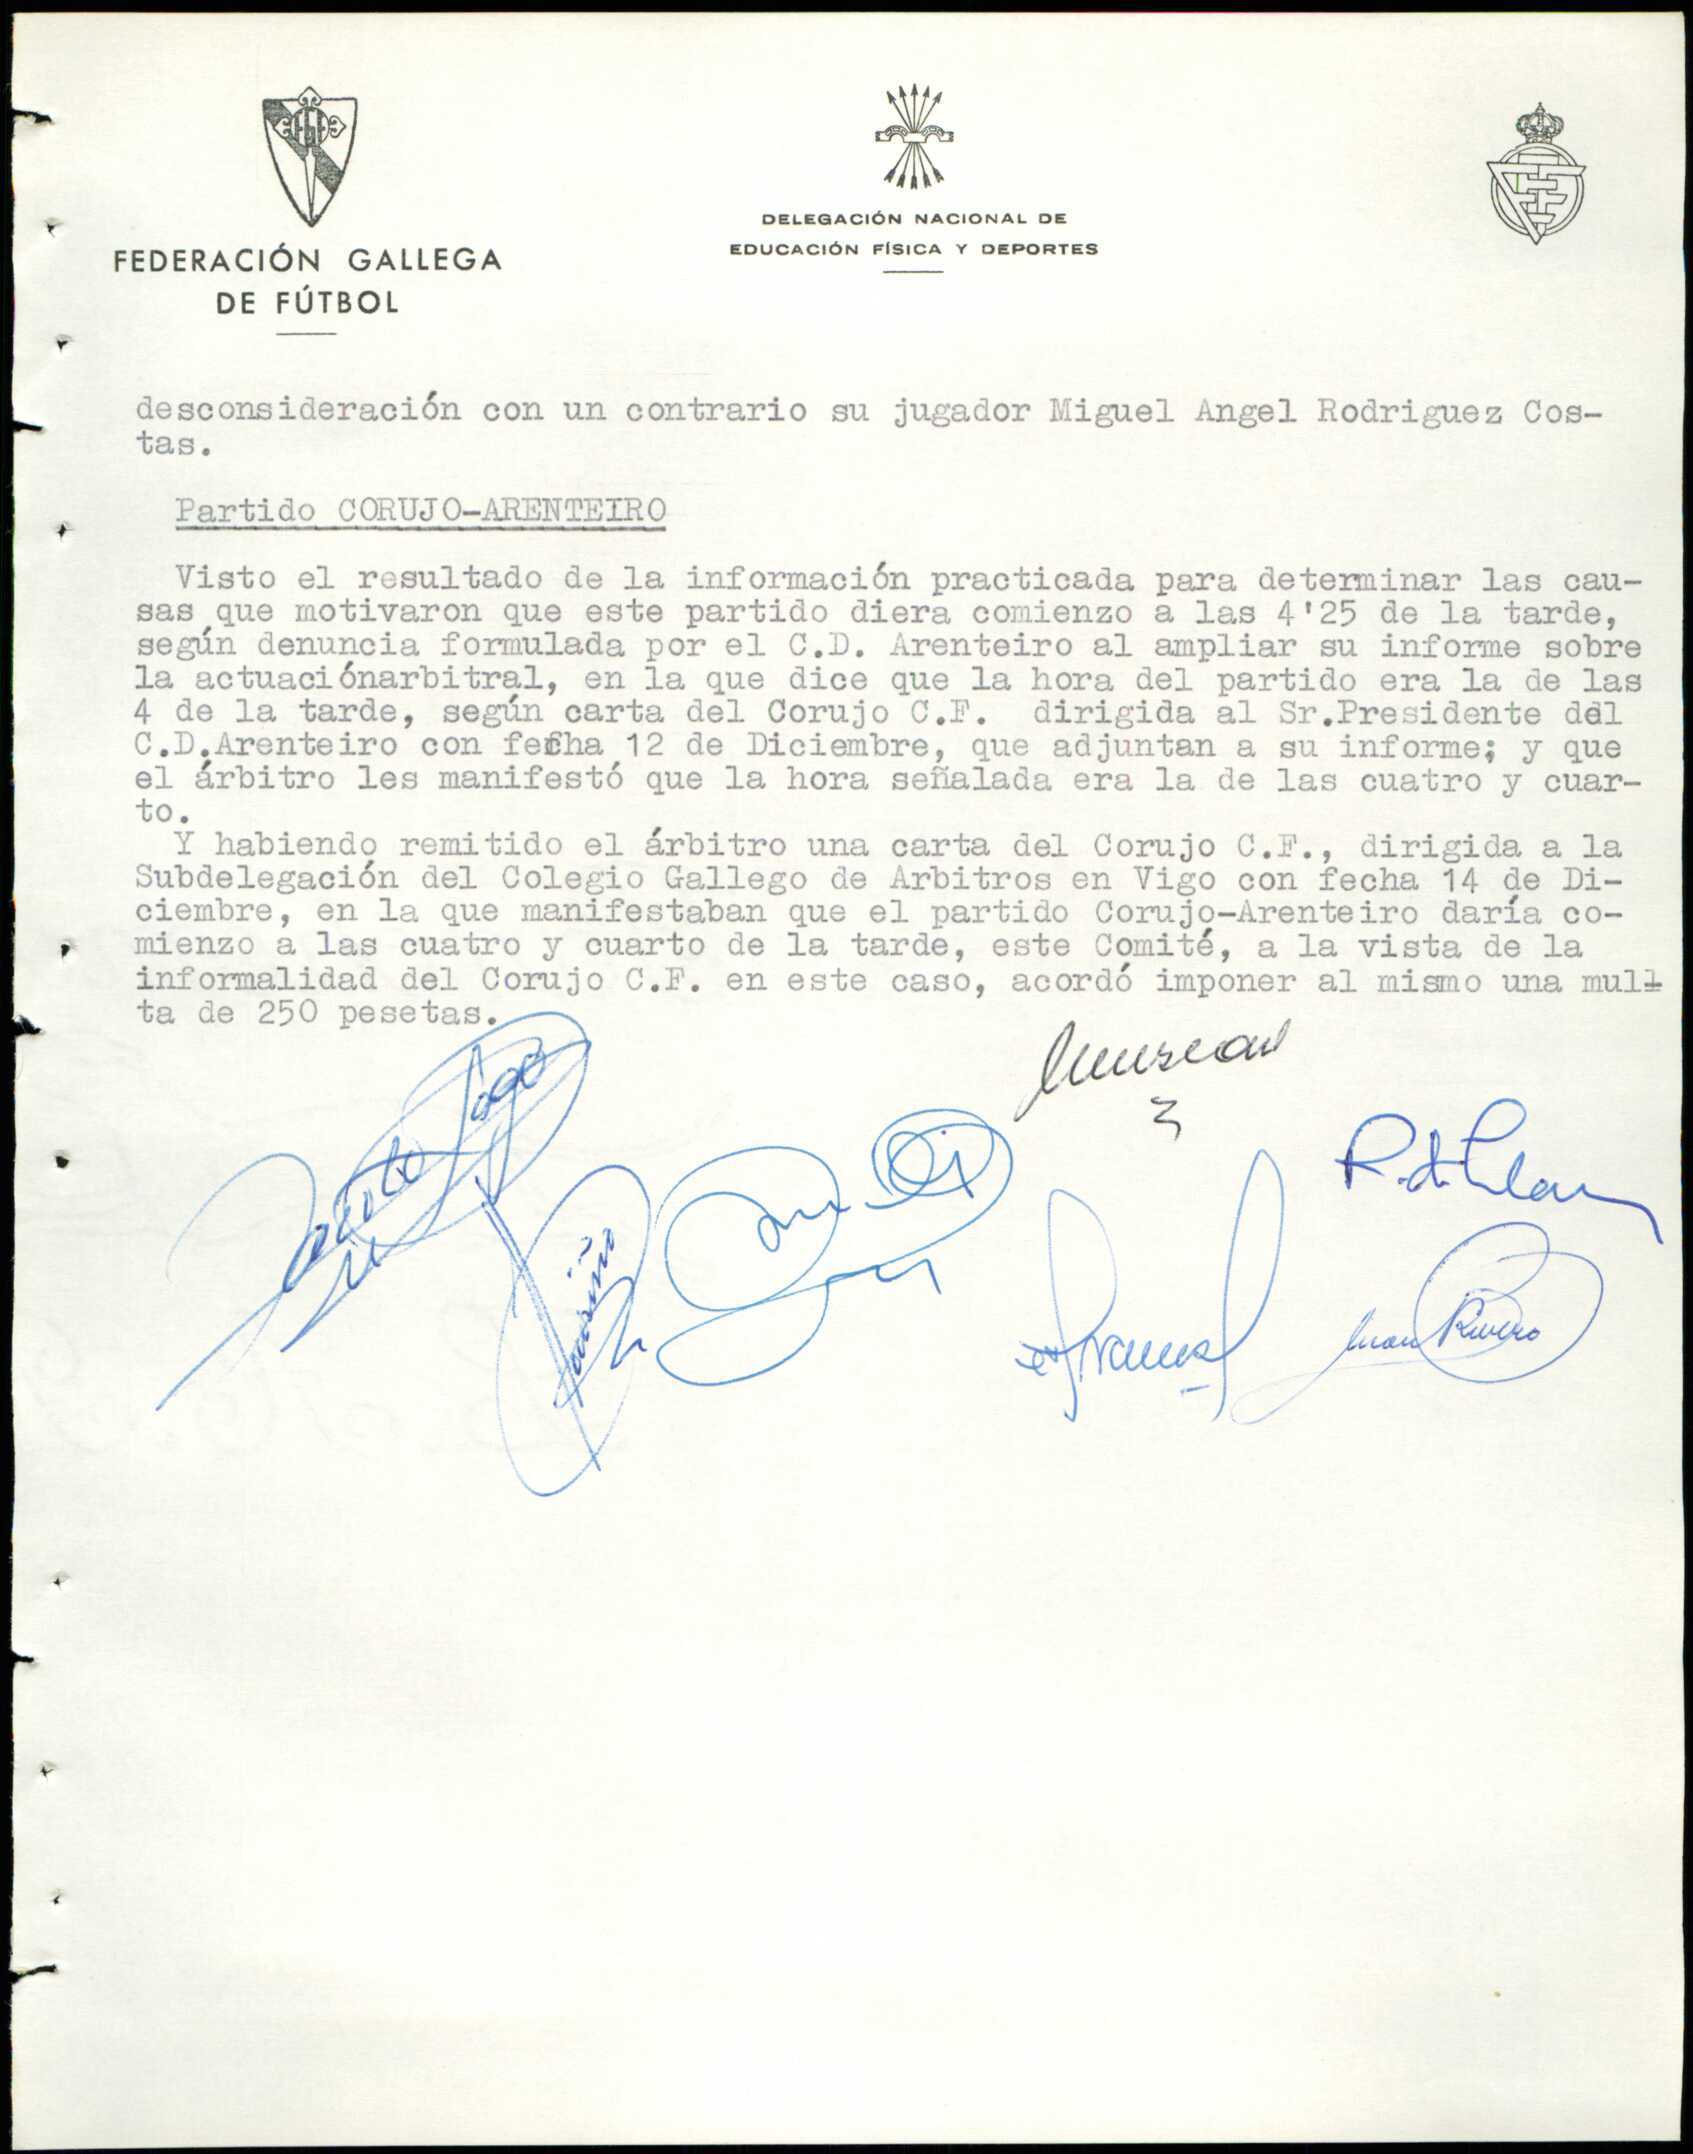 FEDERACIÓN GALLEGA
DE FÚTBOL
DELEGACIÓN NACIONAL DE
EDUCACIÓN FÍSICA Y DEPORTES
desconsideración con un contrario su jugador Miguel Angel Rodriguez Cos-
tas.
Partido CORUJO-ARENTEIRO
Visto el resultado de la información practicada para determinar las cau-
sas que motivaron que este partido diera comienzo a las 4'25 de la tarde,
según denuncia formulada por el C.D. Arenteiro al ampliar su informe sobre
la actuaciónarbitral, en la que dice que la hora del partido era la de las
4 de la tarde, según carta del Corujo C.F. dirigida al Sr.Presidente del
C.D.Arenteiro con fecha 12 de Diciembre, que adjuntan a su informe; y que
el árbitro les manifestó que la hora señalada era la de las cuatro y cuar-
to.
Y habiendo remitido el árbitro una carta del Corujo C.F., dirigida a la
Subdelegación del Colegio Gallego de Arbitros en Vigo con fecha 14 de Di-
ciembre, en la que manifestaban que el partido Corujo-Arenteiro daría co-
mienzo a las cuatro y cuarto de la tarde, este Comité, a la vista de la
informalidad del Corujo C.F. en este caso, acordó imponer al mismo una mul-
ta de 250 pesetas.
Juan Rivero